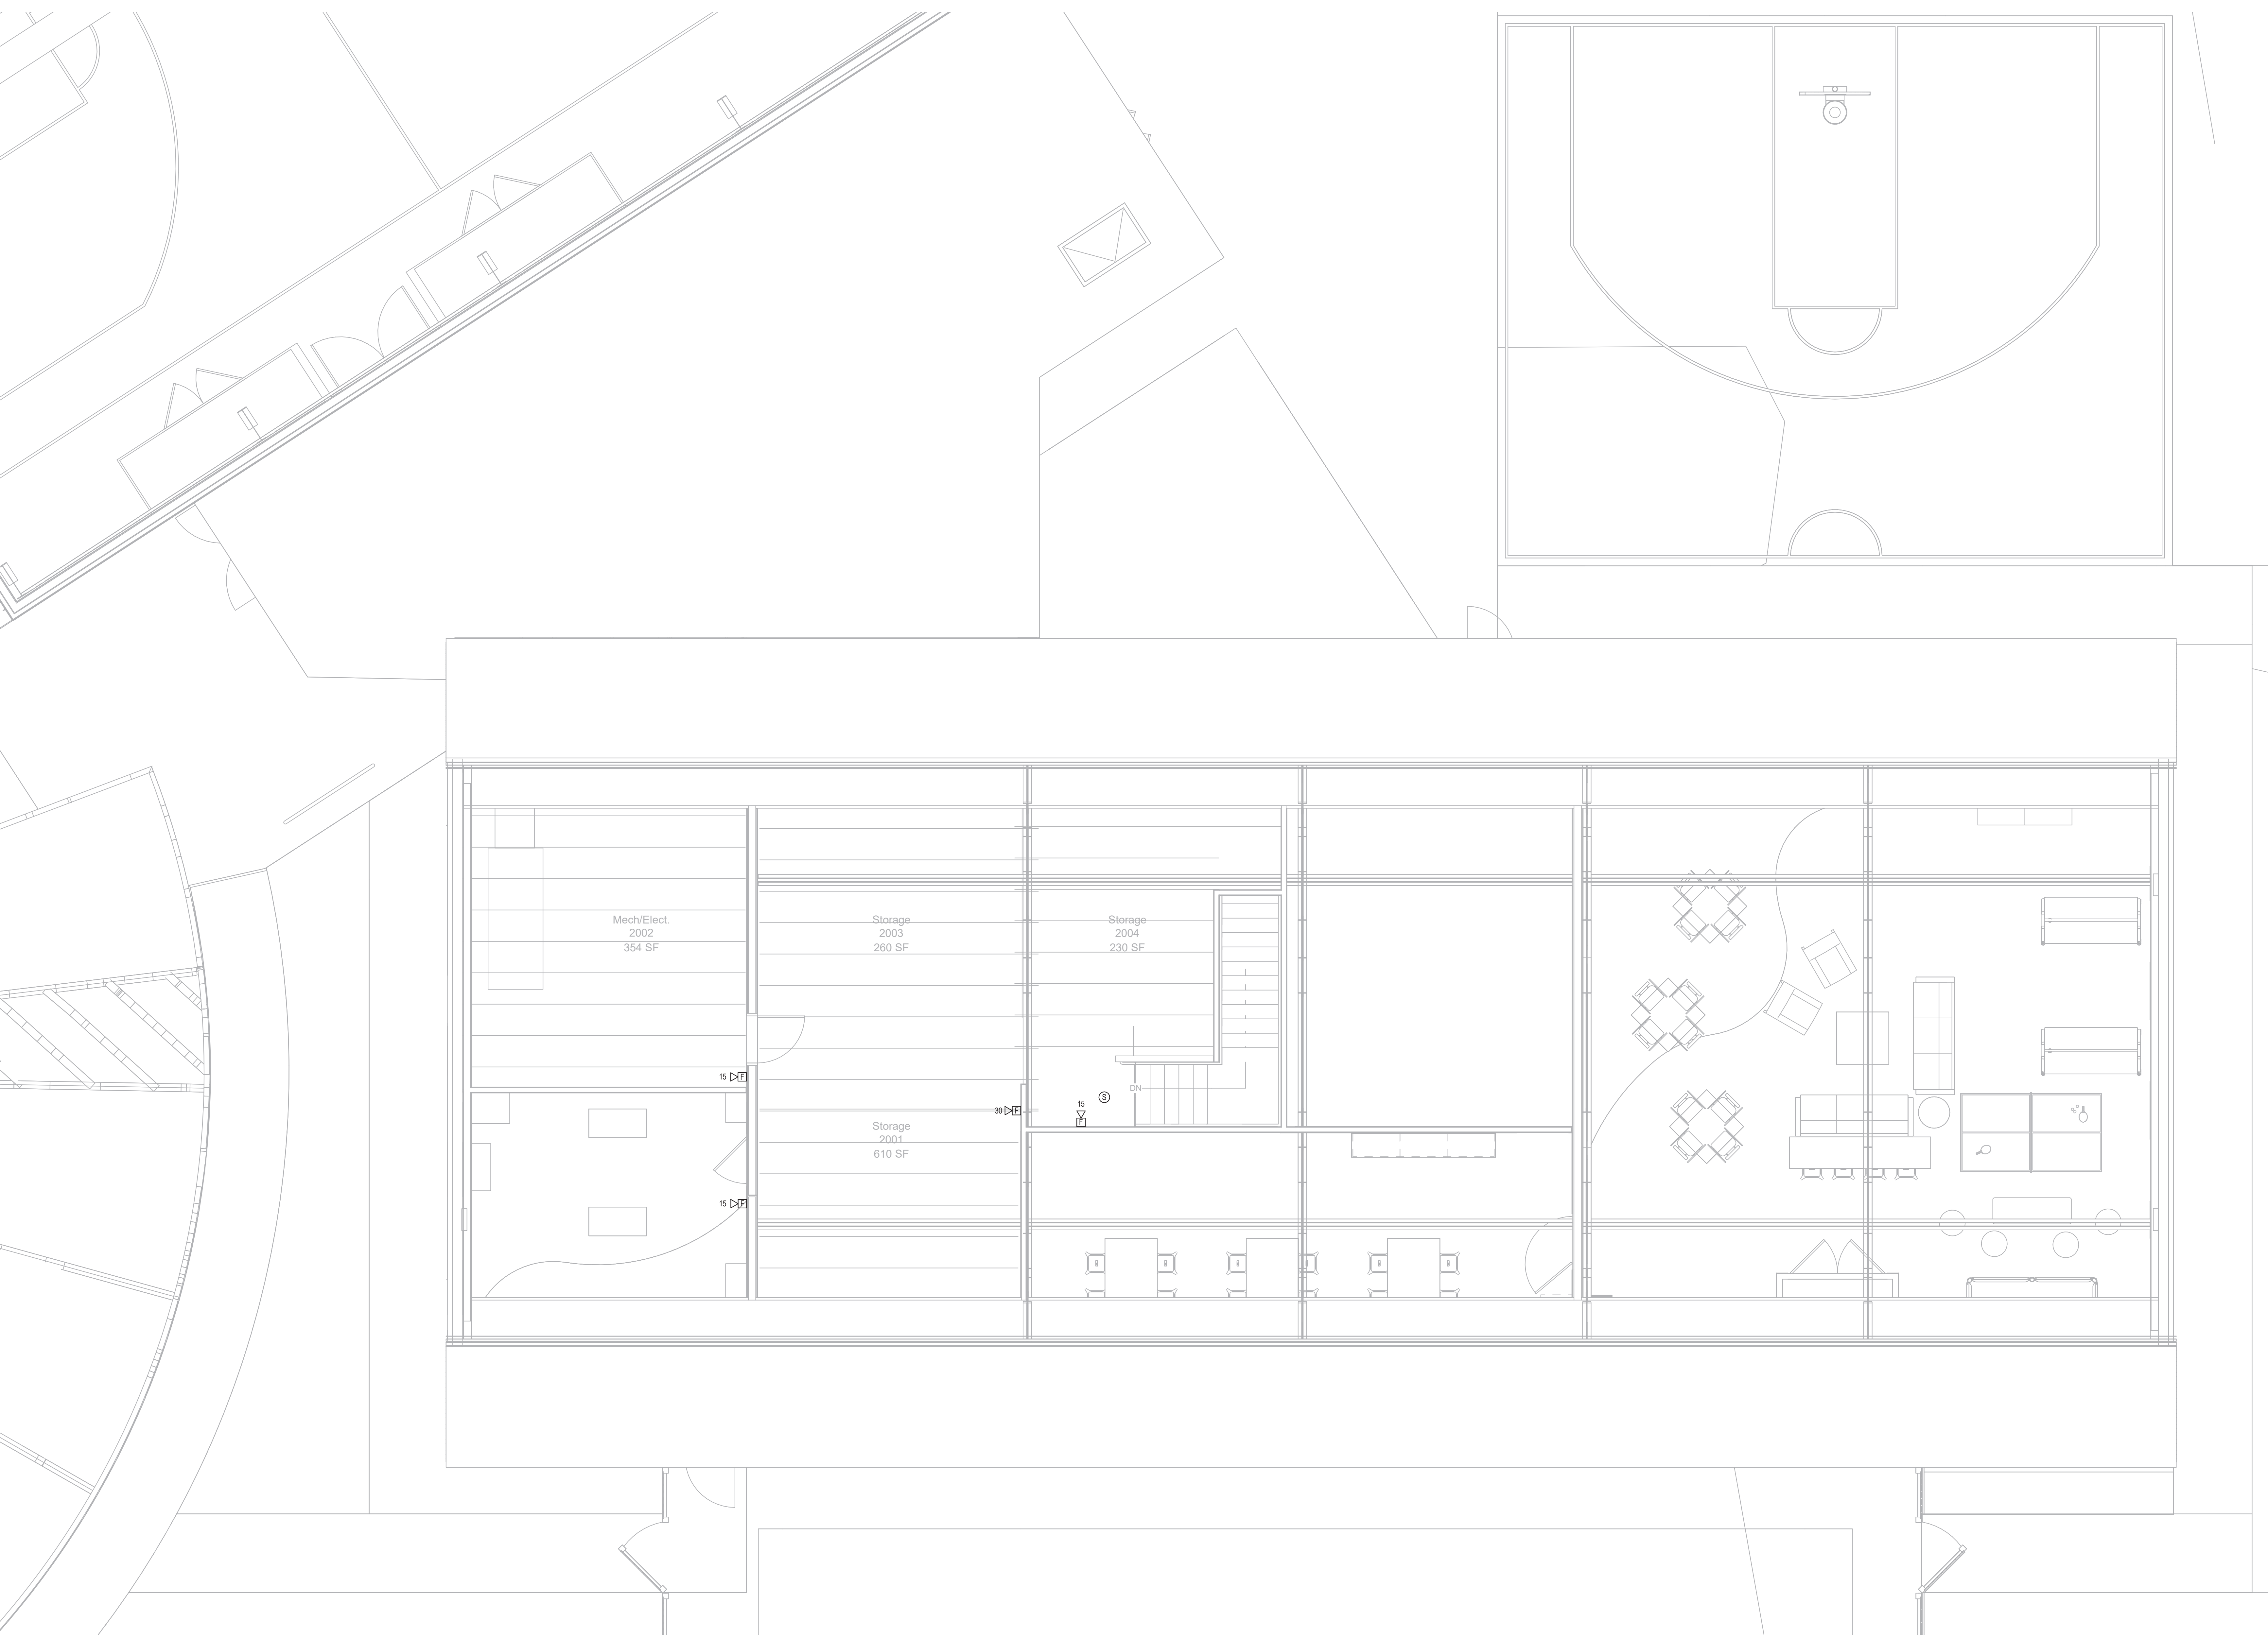 Mech/Elect.
2002
354 SF
Storage
2003
260 SF
Storage
2004
230 SF
15 F
DN
S
15
30 F
F
Storage
2001
610 SF
15 F